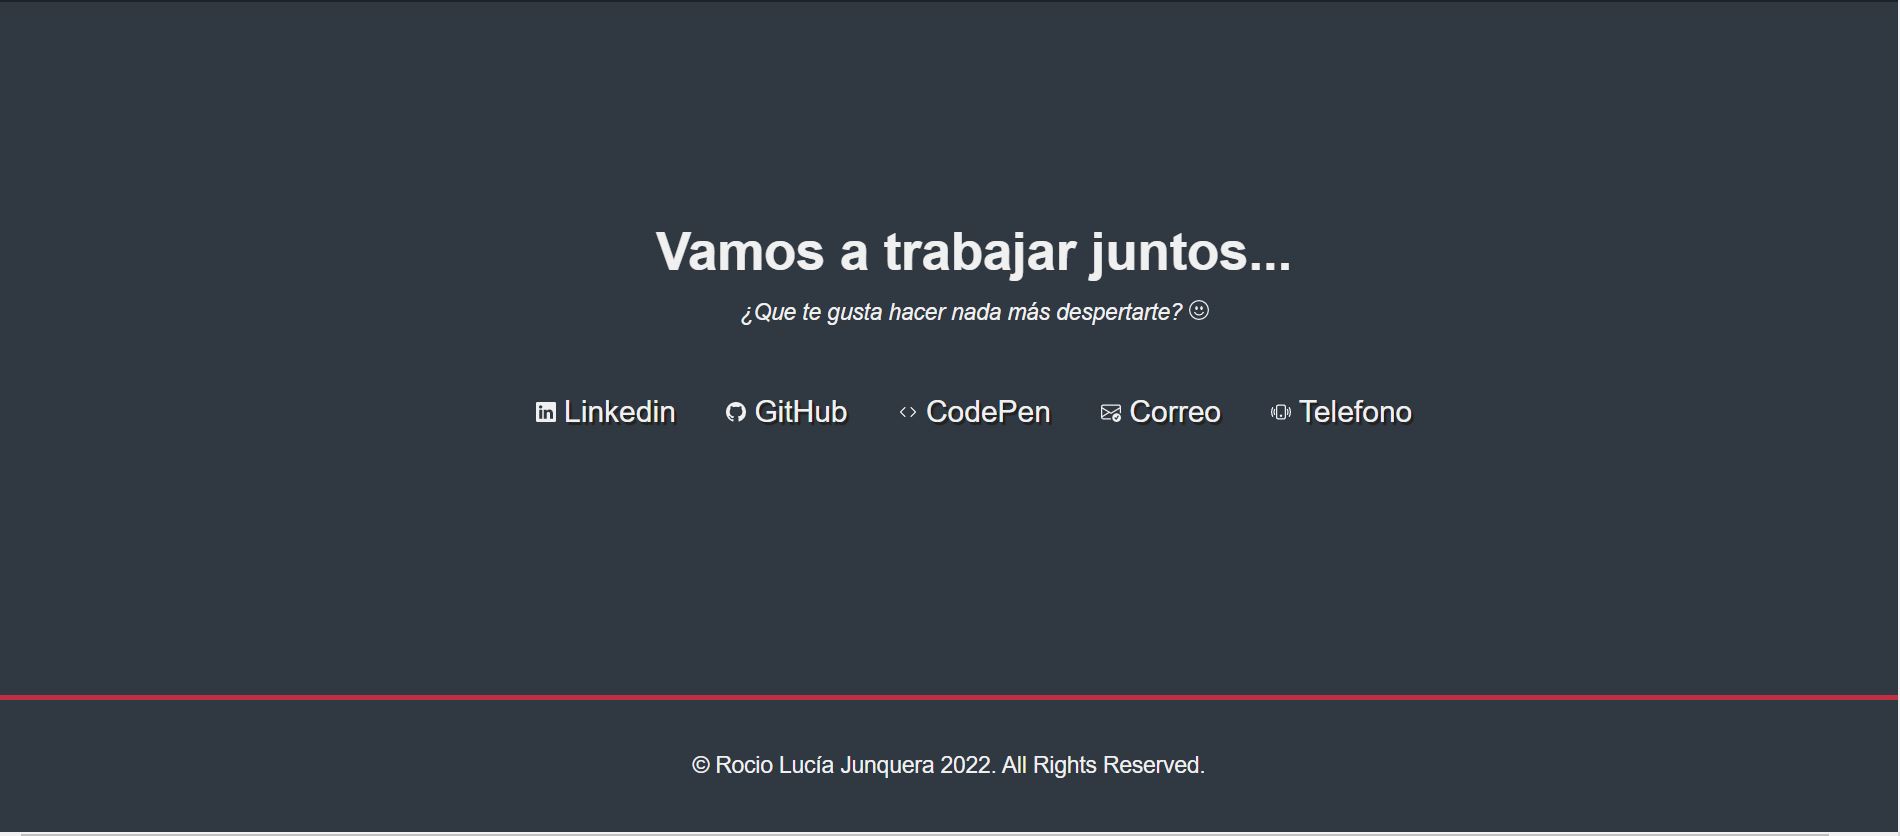 Vamos a trabajar juntos...
¿Que te gusta hacer nada más despertarte?
Linkedin GitHub CodePen Correo Telefono
© Rocio Lucía Junquera 2022. All Rights Reserved.